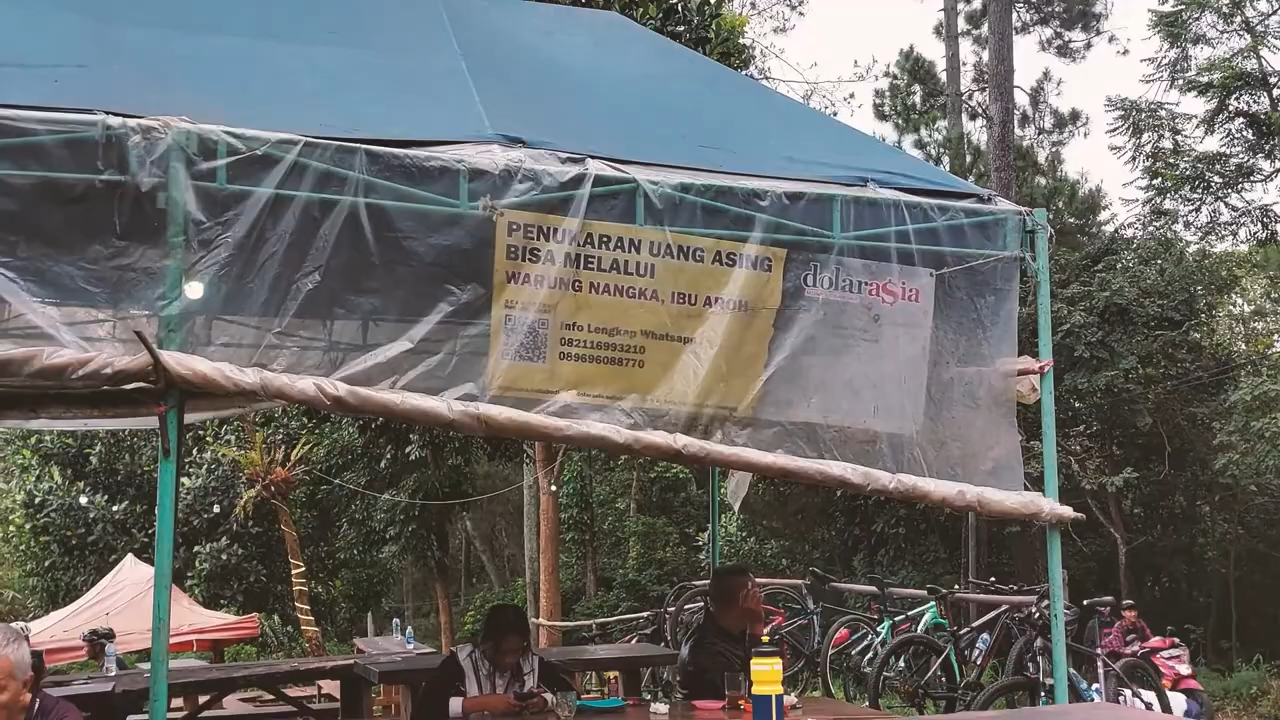 PENUKARAN UANG ASING
BISA MELALUI
WARUNG NANGKA, IBU AROH
Info Lengkap Whatsapp
082116993210
089696088770
dolarasia